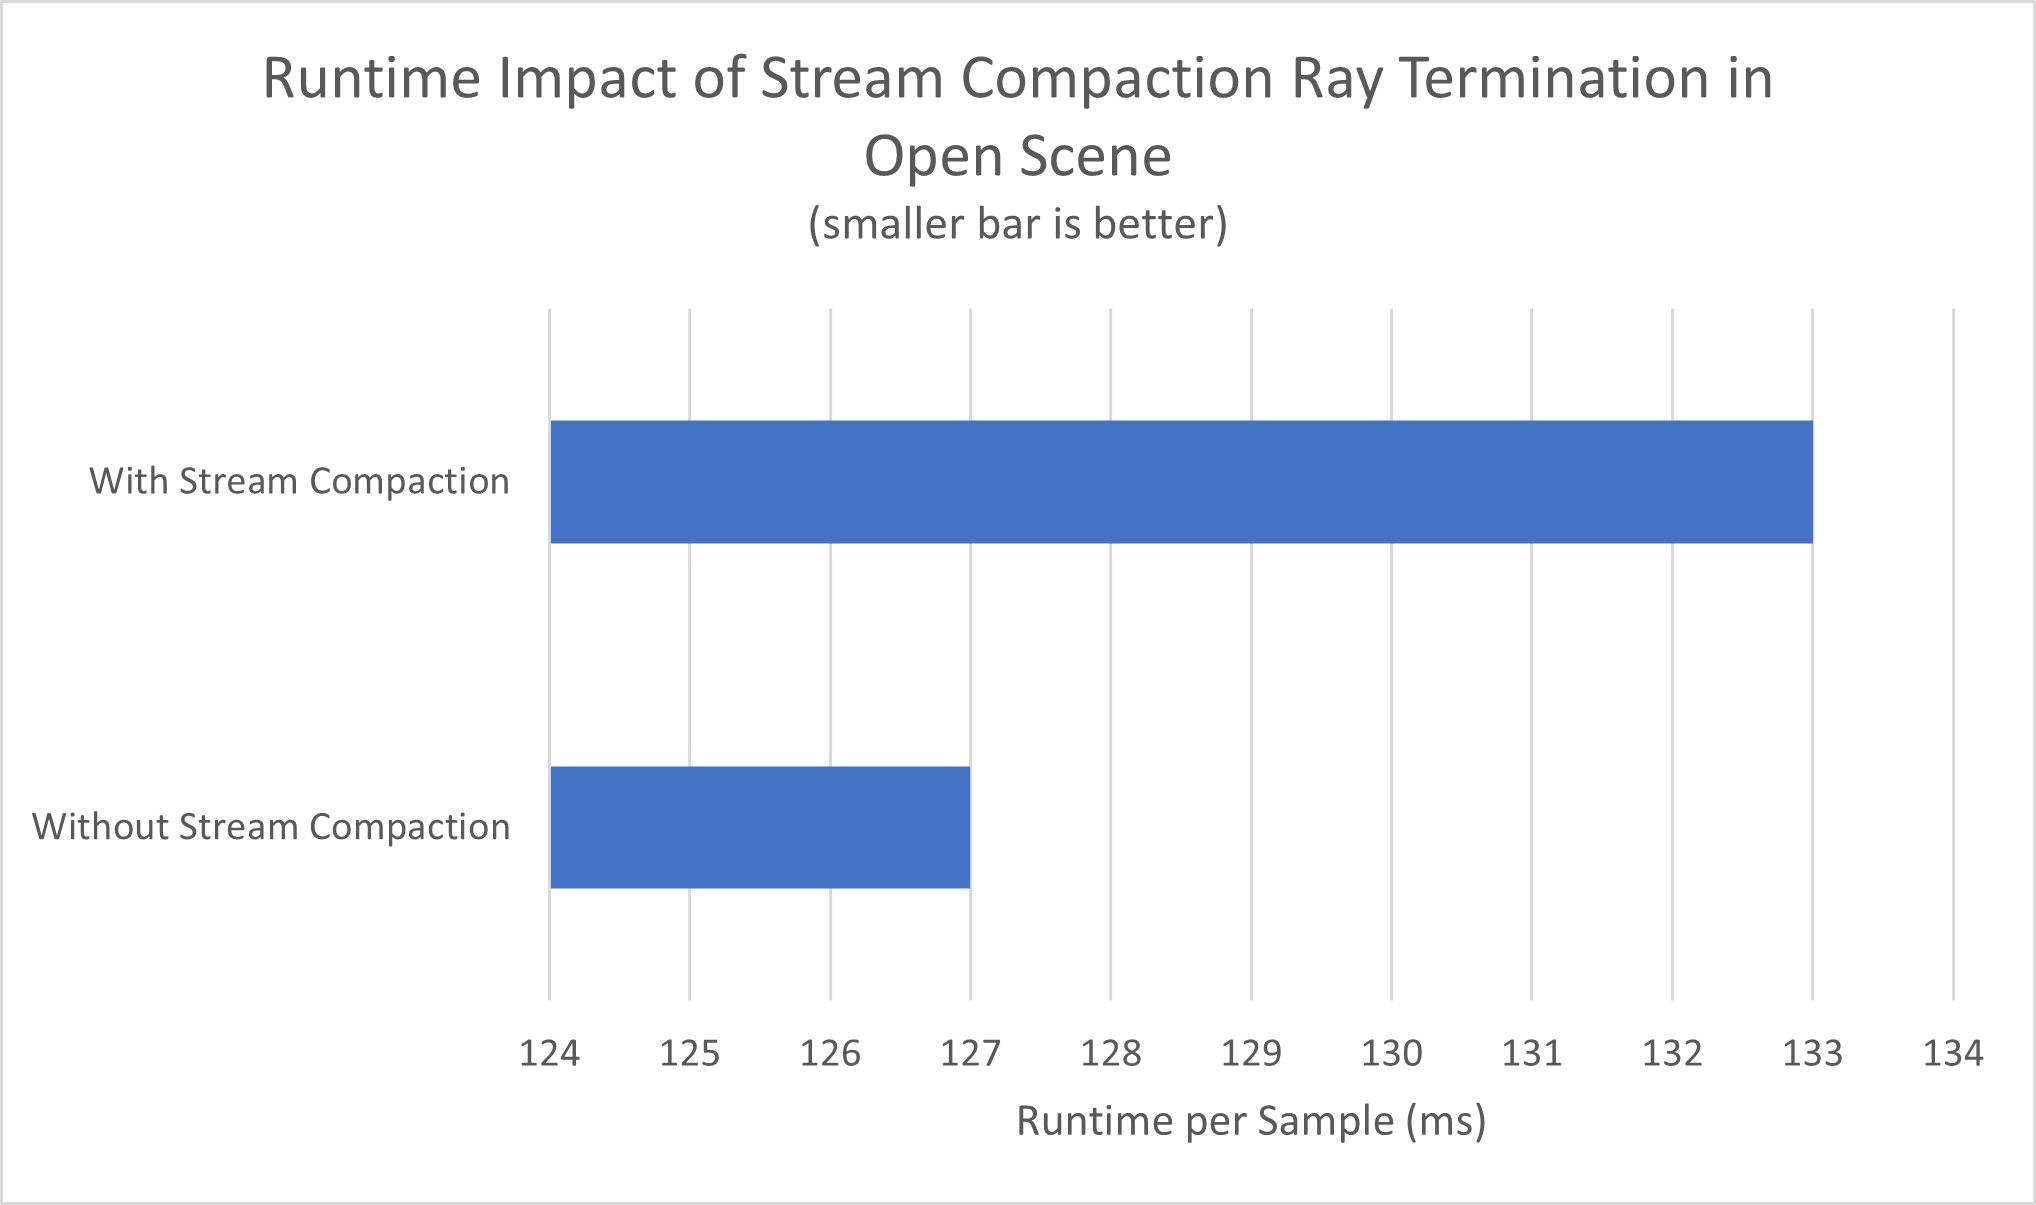 Runtime Impact of Stream Compaction Ray Termination in
Open Scene
(smaller bar is better)
With Stream Compaction
Without Stream Compaction
124 125 126 127 128 129 130 131 132 133 134
Runtime per Sample (ms)